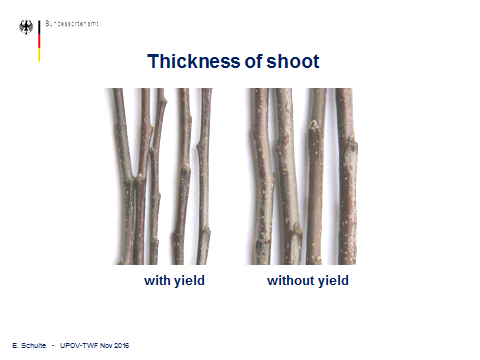 Bundessortenamt
Thickness of shoot
with yield without yield
E. Schulte - UPOV-TWF Nov 2016